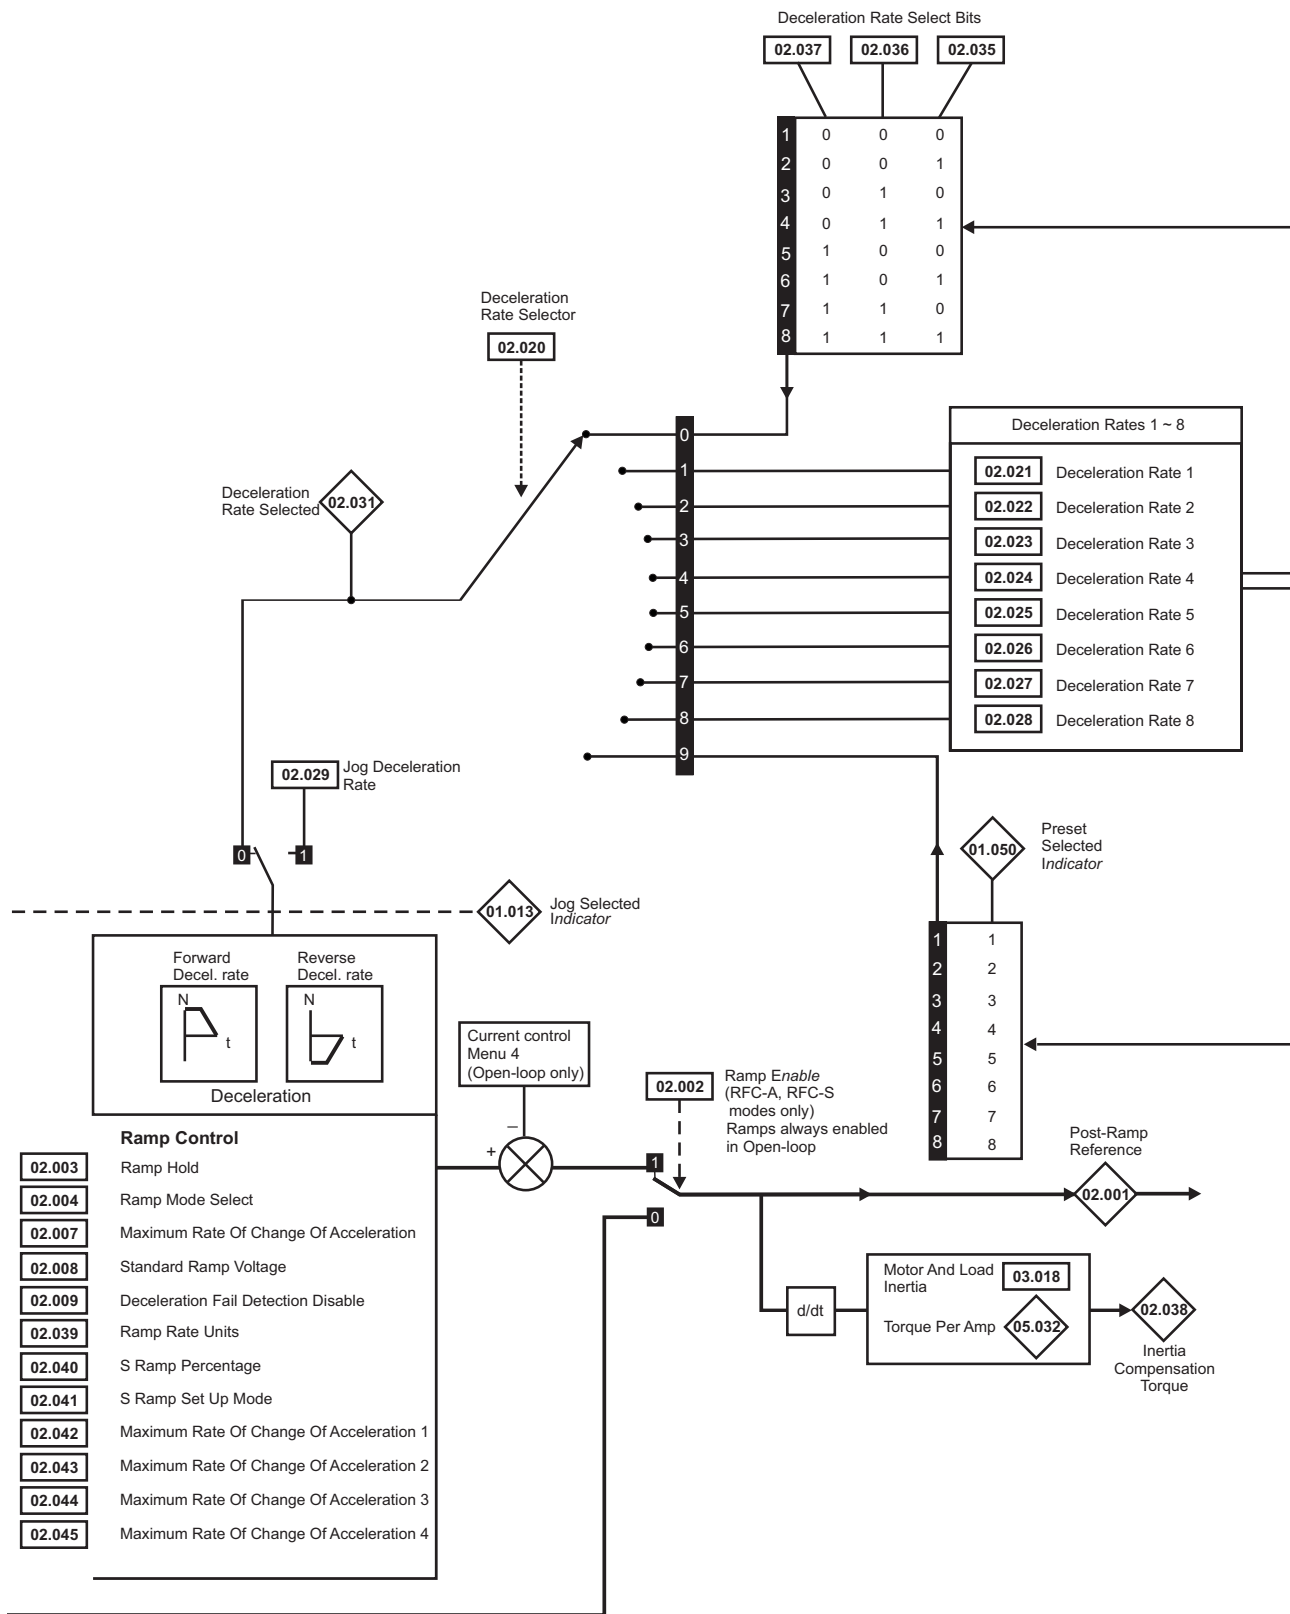 Deceleration Rate Select Bits
02.037 02.036 02.035
1 0 0 0
2 0 0 1
3 0 1 0
4 0 1 1
5 1 0 0
6 1 0 1
7 1 1 0
8 1 1 1
Deceleration
Rate Selector
02.020
Deceleration
Rate Selected
02.031
0
1
2
3
4
5
6
7
8
9
Deceleration Rates 1 ~ 8
02.021 Deceleration Rate 1
02.022 Deceleration Rate 2
02.023 Deceleration Rate 3
02.024 Deceleration Rate 4
02.025 Deceleration Rate 5
02.026 Deceleration Rate 6
02.027 Deceleration Rate 7
02.028 Deceleration Rate 8
02.029 Jog Deceleration
Rate
0 1
01.013 Jog Selected
Indicator
01.050 Preset
Selected
Indicator
1 1
2 2
3 3
4 4
5 5
6 6
7 7
8 8
Forward
Decel. rate
N
t
Reverse
Decel. rate
N
t
Deceleration
Current control
Menu 4
(Open-loop only)
–
+
02.002 Ramp Enable
(RFC-A, RFC-S
modes only)
Ramps always enabled
in Open-loop
1
0
Post-Ramp
Reference
02.001
Ramp Control
02.003 Ramp Hold
02.004 Ramp Mode Select
02.007 Maximum Rate Of Change Of Acceleration
02.008 Standard Ramp Voltage
02.009 Deceleration Fail Detection Disable
02.039 Ramp Rate Units
02.040 S Ramp Percentage
02.041 S Ramp Set Up Mode
02.042 Maximum Rate Of Change Of Acceleration 1
02.043 Maximum Rate Of Change Of Acceleration 2
02.044 Maximum Rate Of Change Of Acceleration 3
02.045 Maximum Rate Of Change Of Acceleration 4
d/dt
Motor And Load
Inertia
03.018
Torque Per Amp 05.032
02.038
Inertia
Compensation
Torque